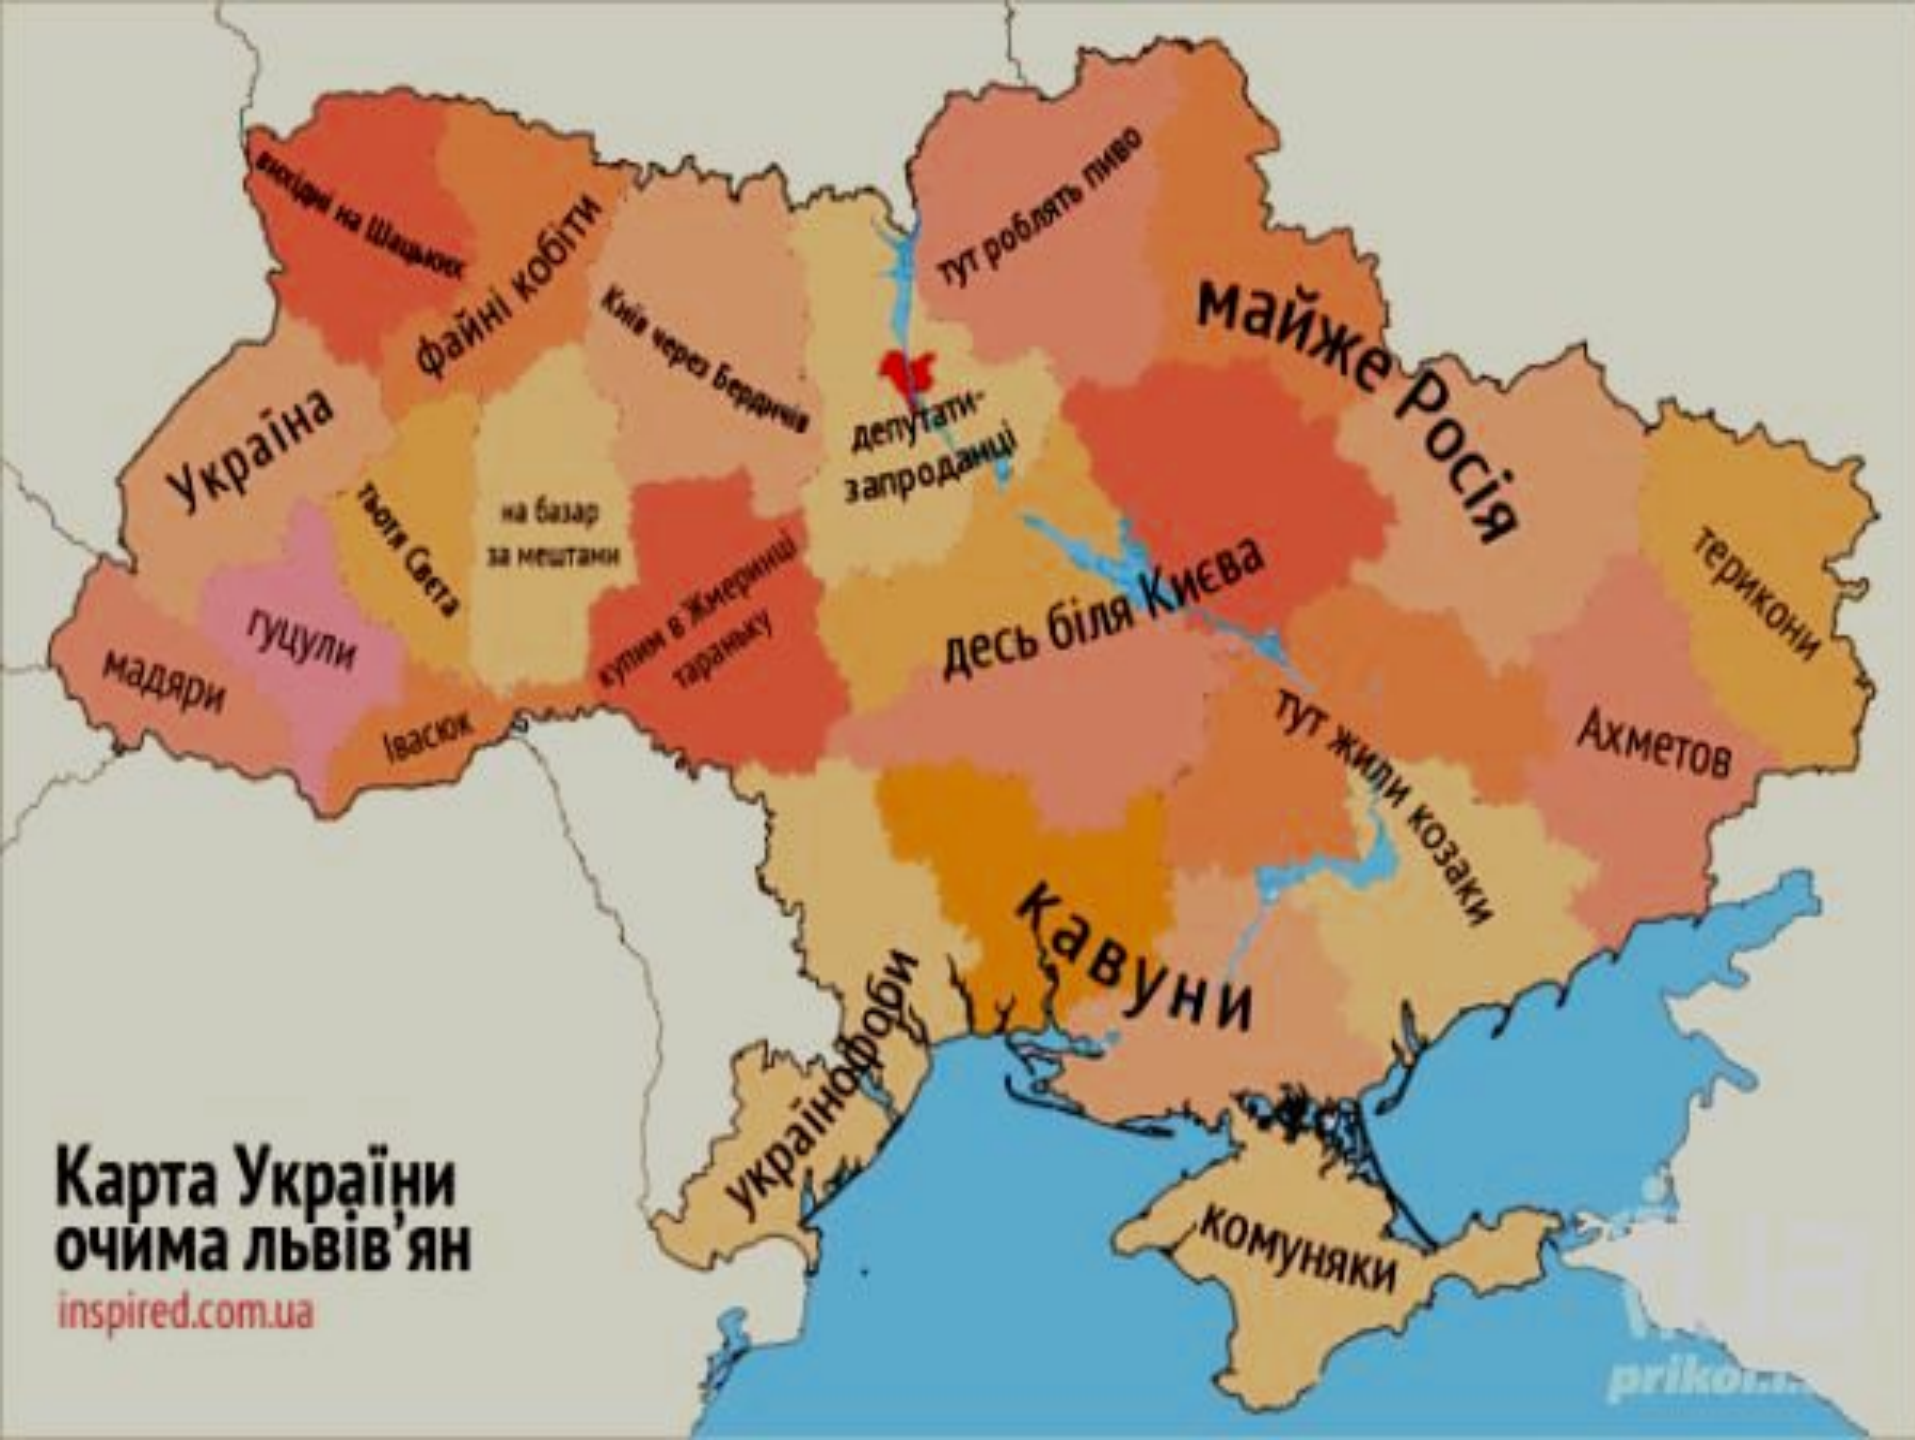 вихідні на Шацьких
файні кобіти
Київ через Бердичів
тут роблять пиво
майже Росія
депутати-
запроданці
Україна
тьотя Свєта
на базар
за мештами
купим в Жмеринці
тараньку
десь біля Києва
терикони
гуцули
мадяри
Івасюк
тут жили козаки
Ахметов
кавуни
українофоби
комуняки
Карта України
очима львів'ян
inspired.com.ua